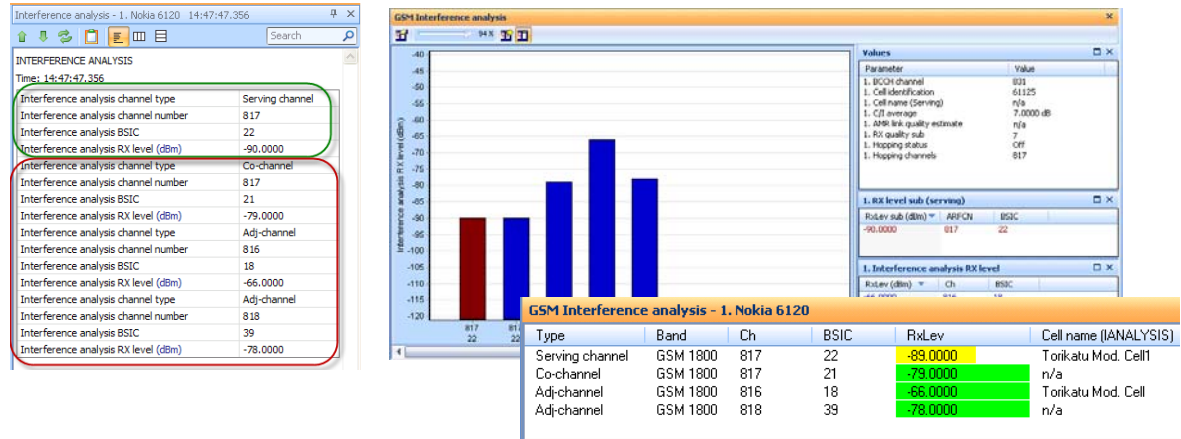 Interference analysis - 1. Nokia 6120 14:47:47.356
Search
INTERFERENCE ANALYSIS
Time: 14:47:47.356
Interference analysis channel type Serving channel
Interference analysis channel number 817
Interference analysis BSIC 22
Interference analysis RX level (dBm) -90.0000
Interference analysis channel type Co-channel
Interference analysis channel number 817
Interference analysis BSIC 21
Interference analysis RX level (dBm) -79.0000
Interference analysis channel type Adj-channel
Interference analysis channel number 816
Interference analysis BSIC 18
Interference analysis RX level (dBm) -66.0000
Interference analysis channel type Adj-channel
Interference analysis channel number 818
Interference analysis BSIC 39
Interference analysis RX level (dBm) -78.0000
GSM Interference analysis
94%
Interference analysis RX level (dBm)
-40
-45
-50
-55
-60
-65
-70
-75
-80
-85
-90
-95
-100
-105
-110
-115
-120
817
22
Values
Parameter Value
1. BCCH channel 831
1. Cell identification 61125
1. Cell name (Serving) n/a
1. C/I average 7.0000 dB
1. AMR link quality estimate n/a
1. RX quality sub 7
1. Hopping status Off
1. Hopping channels 817
1. RX level sub (serving)
RxLev sub (dBm) ARFCN BSIC
-90.0000 817 22
1. Interference analysis RX level
RxLev (dBm) Ch BSIC
-66.0000 816 18
GSM Interference analysis - 1. Nokia 6120
Type Band Ch BSIC RxLev Cell name (IANALYSIS)
Serving channel GSM 1800 817 22 -89.0000 Torikatu Mod. Cell1
Co-channel GSM 1800 817 21 -79.0000 n/a
Adj-channel GSM 1800 816 18 -66.0000 Torikatu Mod. Cell
Adj-channel GSM 1800 818 39 -78.0000 n/a